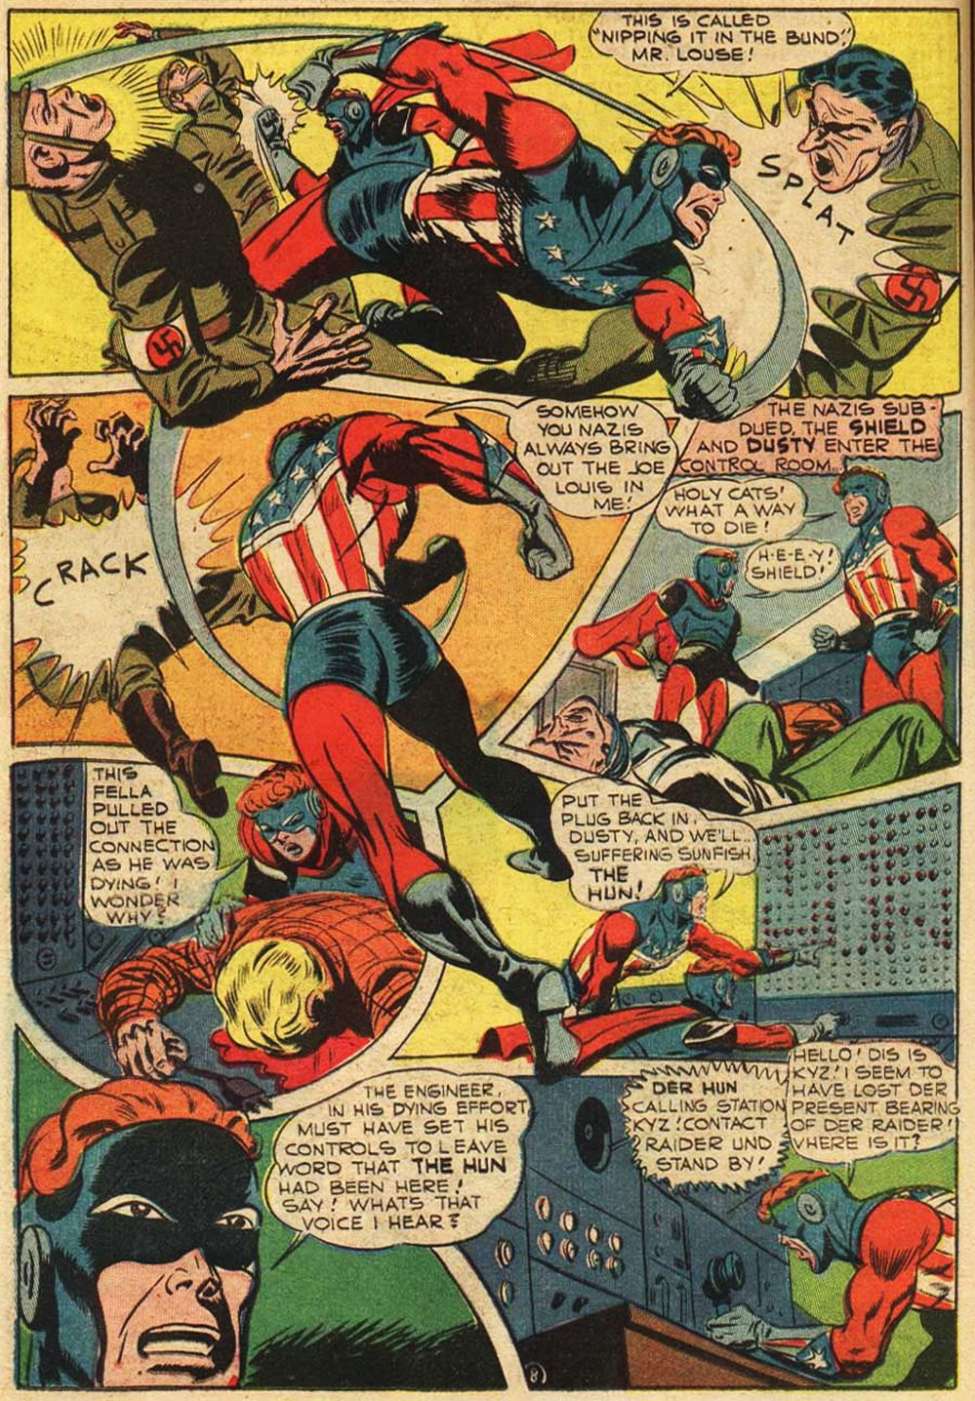 THIS IS CALLED
"NIPPING IT IN THE BUND,"
MR. LOUSE!
SPLAT
SOMEHOW
YOU NAZIS
ALWAYS BRING
OUT THE JOE
LOUIS IN
ME!
CRACK
THE NAZIS SUB-
DUED, THE SHIELD
AND DUSTY ENTER THE
CONTROL ROOM..
HOLY CATS!
WHAT A WAY
TO DIE!
H-E-E-Y!
SHIELD!
THIS
FELLA
PULLED
OUT THE
CONNECTION
AS HE WAS
DYING! I
WONDER
WHY?
PUT THE
PLUG BACK IN,
DUSTY, AND WE'LL...
SUFFERING SUNFISH.
THE
HUN!
THE ENGINEER,
IN HIS DYING EFFORT
MUST HAVE SET HIS
CONTROLS TO LEAVE
WORD THAT THE HUN
HAD BEEN HERE!
SAY! WHATS THAT
VOICE I HEAR?
DER HUN
CALLING STATION
KYZ! CONTACT
RAIDER UND
STAND BY!
HELLO! DIS IS
KYZ! I SEEM TO
HAVE LOST DER
PRESENT BEARING
OF DER RAIDER!
VHERE IS IT?
8)